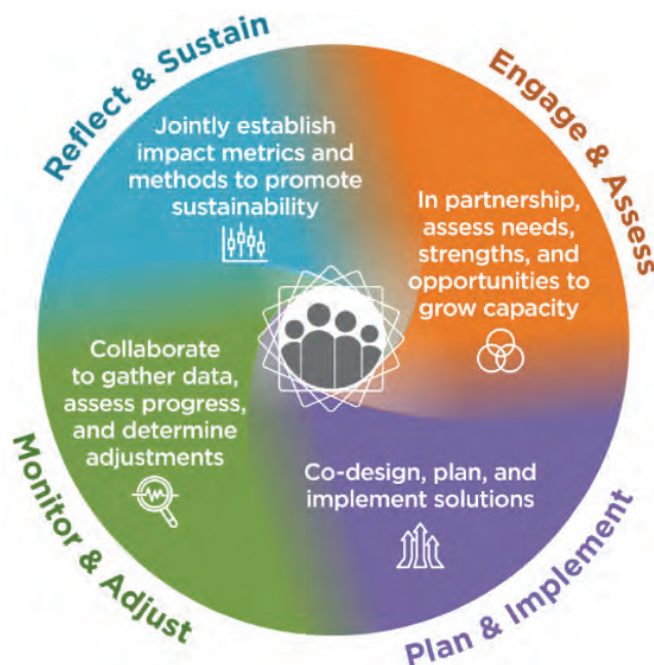 Reflect & Sustain
Jointly establish
impact metrics and
methods to promote
sustainability
Engage & Assess
In partnership,
assess needs,
strengths, and
opportunities to
grow capacity
Plan & Implement
Co-design, plan, and
implement solutions
Monitor & Adjust
Collaborate
to gather data,
assess progress,
and determine
adjustments